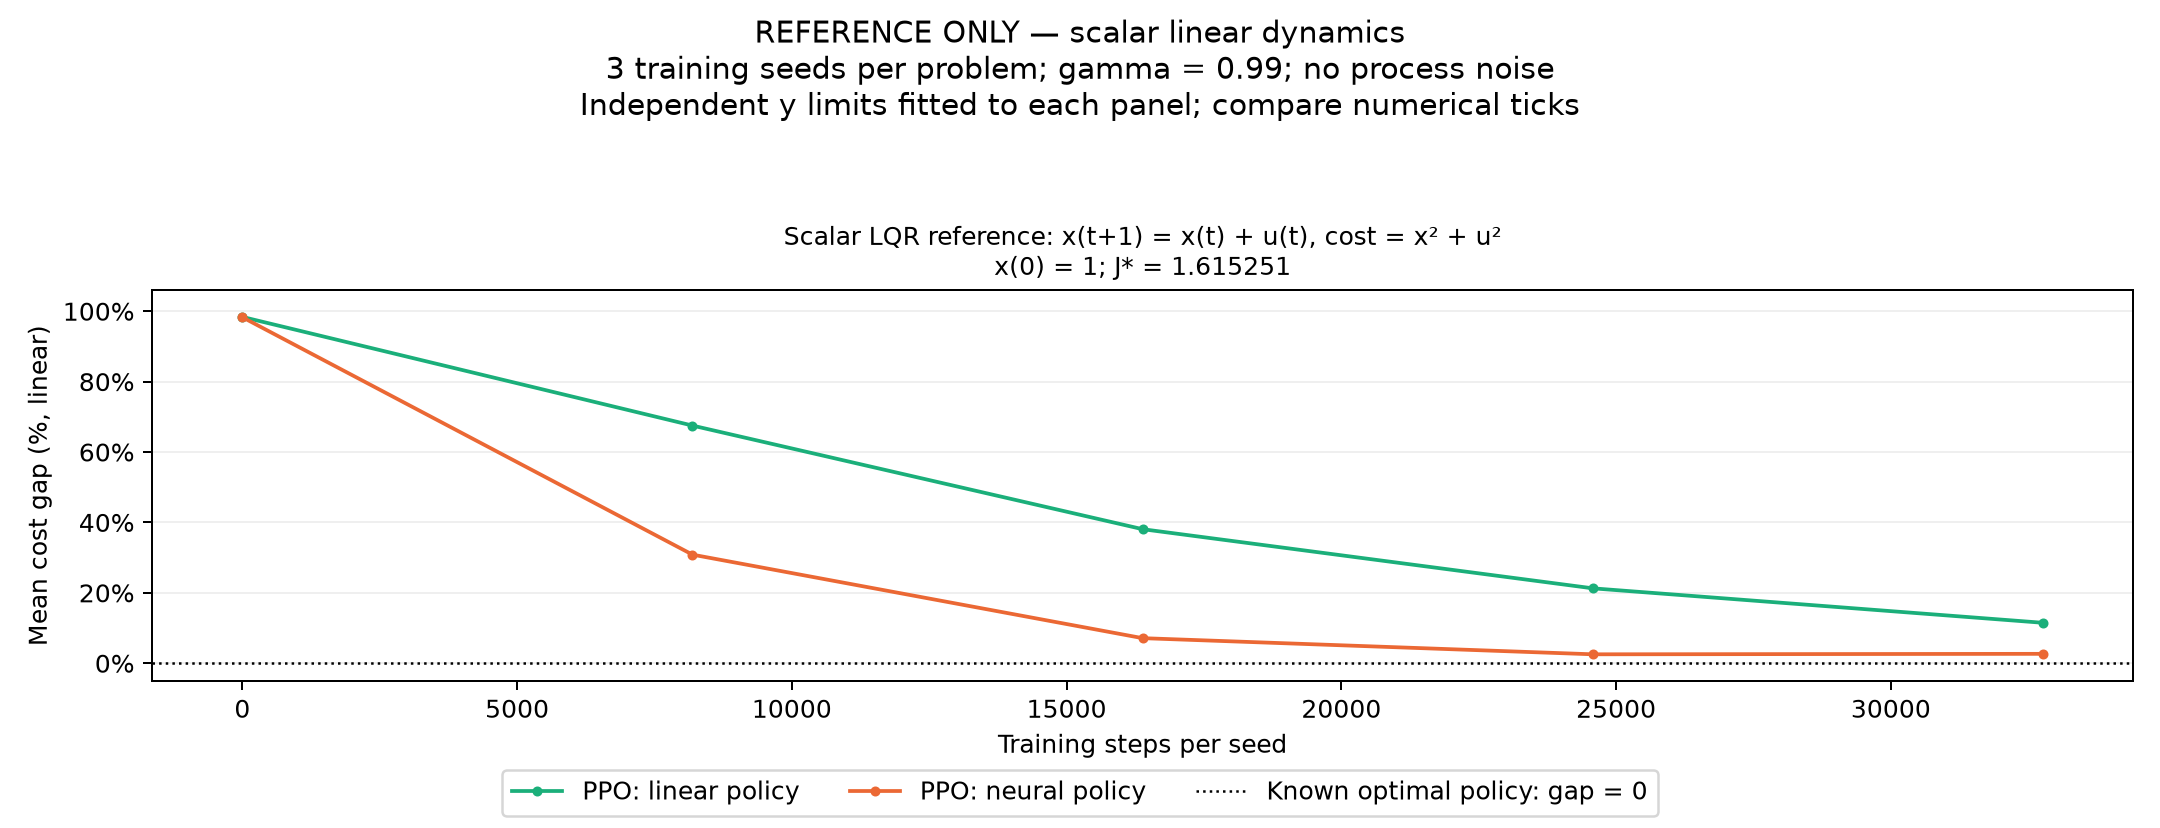 REFERENCE ONLY — scalar linear dynamics
3 training seeds per problem; gamma = 0.99; no process noise
Independent y limits fitted to each panel; compare numerical ticks
Scalar LQR reference: x(t+1) = x(t) + u(t), cost = x² + u²
x(0) = 1; J* = 1.615251
Mean cost gap (%, linear)
100%
80%
60%
40%
20%
0%
0 5000 10000 15000 20000 25000 30000
Training steps per seed
PPO: linear policy PPO: neural policy Known optimal policy: gap = 0